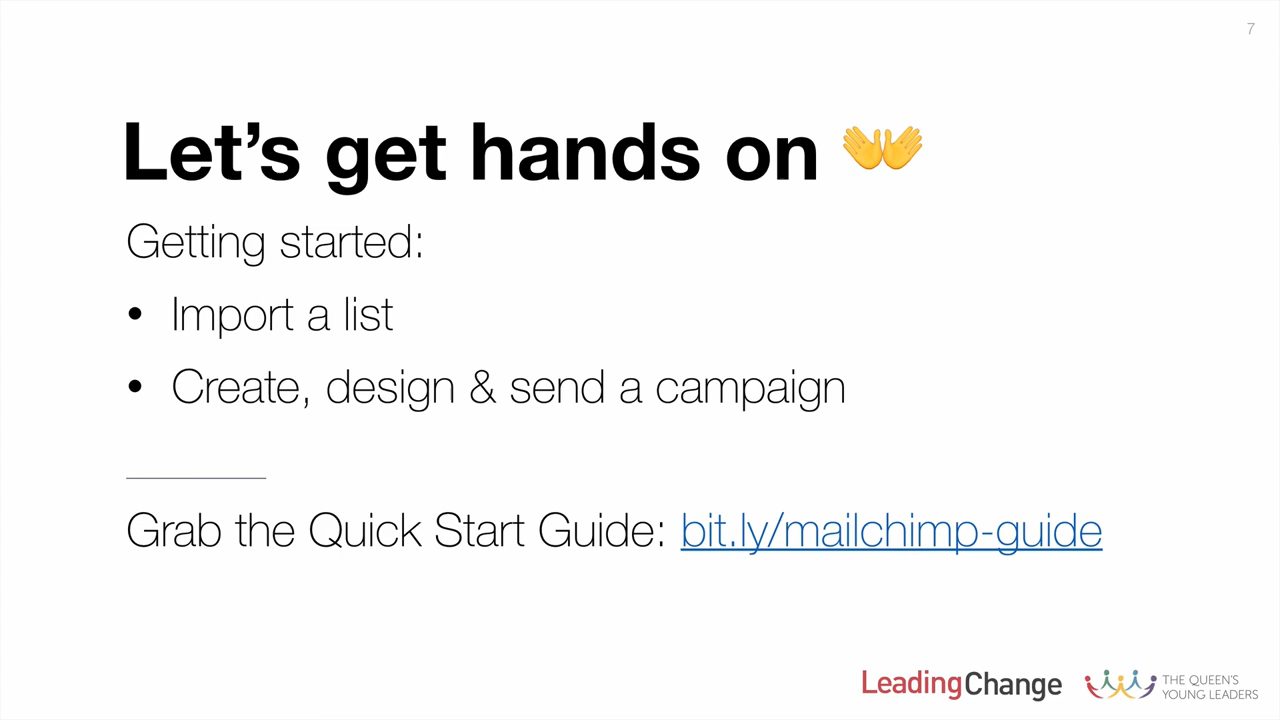 7
Let’s get hands on 👐
Getting started:
• Import a list
• Create, design & send a campaign
Grab the Quick Start Guide: bit.ly/mailchimp-guide
LeadingChange
THE QUEEN'S
YOUNG LEADERS